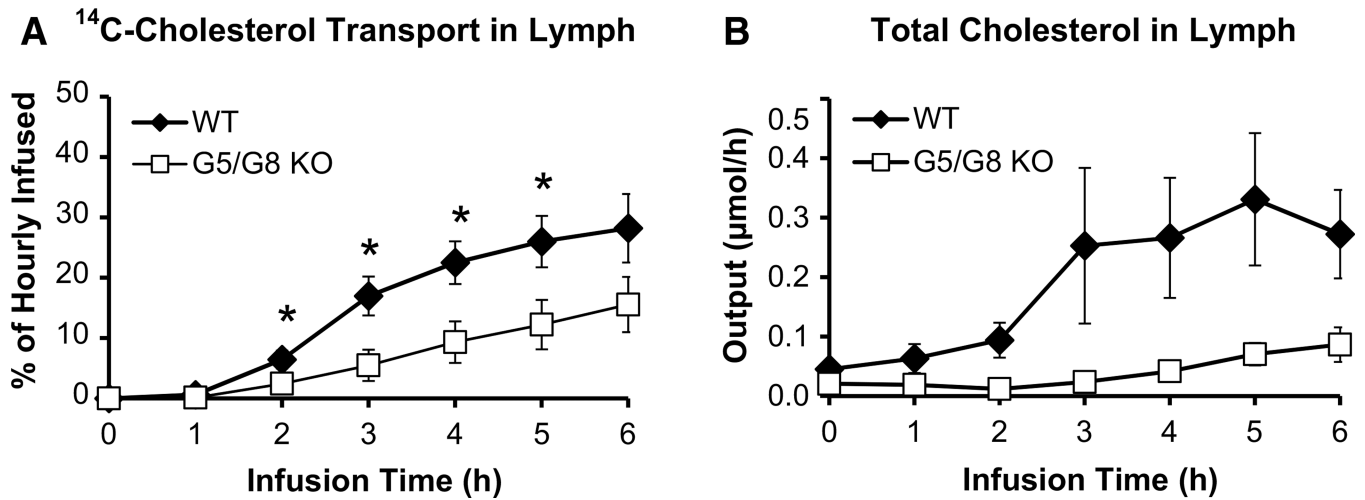 A ¹⁴C-Cholesterol Transport in Lymph
% of Hourly Infused
50
40
30
20
10
0
WT
G5/G8 KO
*
*
*
*
0 1 2 3 4 5 6
Infusion Time (h)
B Total Cholesterol in Lymph
Output (µmol/h)
0.5
0.4
0.3
0.2
0.1
0.0
WT
G5/G8 KO
0 1 2 3 4 5 6
Infusion Time (h)